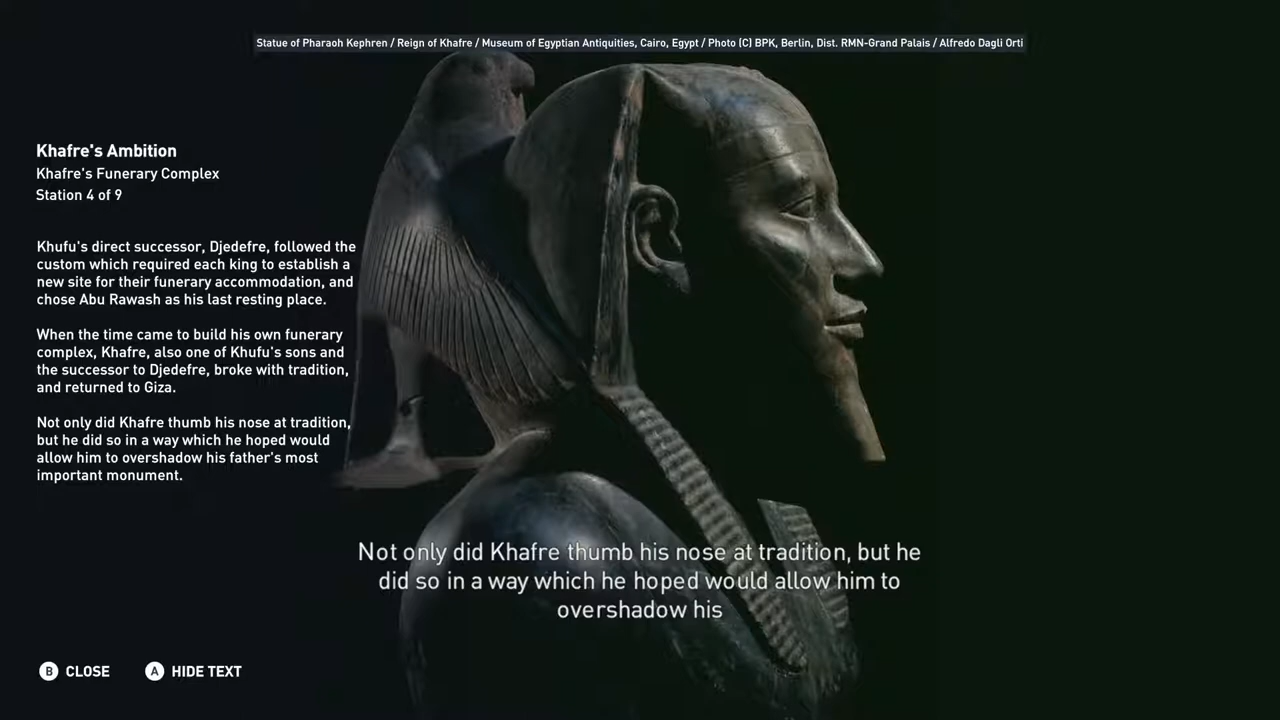 Statue of Pharaoh Kephren / Reign of Khafre / Museum of Egyptian Antiquities, Cairo, Egypt / Photo (C) BPK, Berlin, Dist. RMN-Grand Palais / Alfredo Dagli Orti
Khafre's Ambition
Khafre's Funerary Complex
Station 4 of 9
Khufu's direct successor, Djedefre, followed the
custom which required each king to establish a
new site for their funerary accommodation, and
chose Abu Rawash as his last resting place.
When the time came to build his own funerary
complex, Khafre, also one of Khufu's sons and
the successor to Djedefre, broke with tradition,
and returned to Giza.
Not only did Khafre thumb his nose at tradition,
but he did so in a way which he hoped would
allow him to overshadow his father's most
important monument.
Not only did Khafre thumb his nose at tradition, but he
did so in a way which he hoped would allow him to
overshadow his
B CLOSE A HIDE TEXT